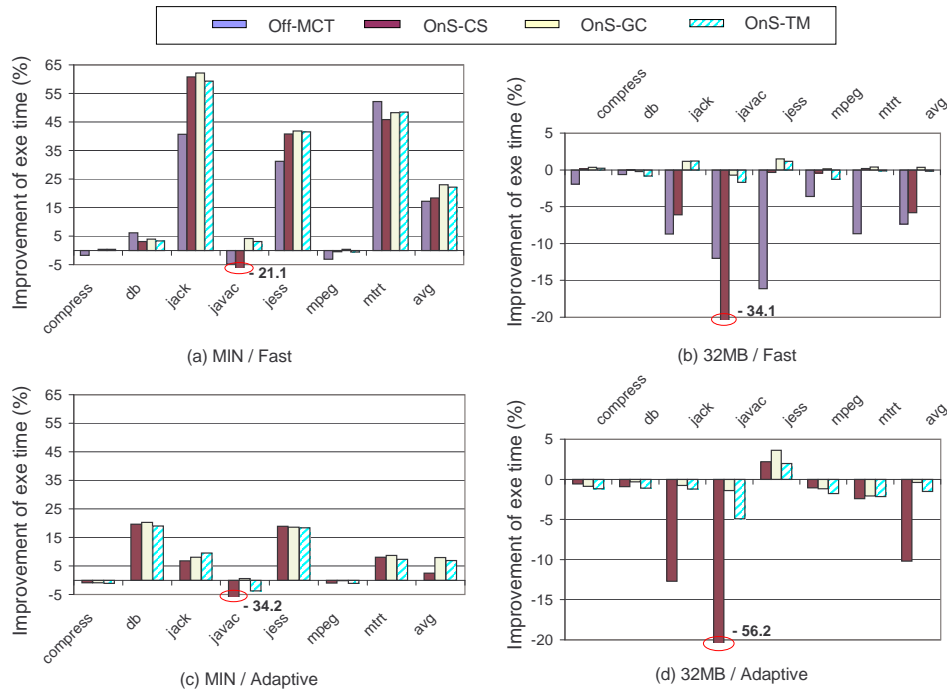 Off-MCT OnS-CS OnS-GC OnS-TM
Improvement of exe time (%)
65
55
45
35
25
15
5
-5
- 21.1
compress db jack javac jess mpeg mtrt avg
(a) MIN / Fast
compress db jack javac jess mpeg mtrt avg
Improvement of exe time (%)
5
0
-5
-10
-15
-20
- 34.1
(b) 32MB / Fast
Improvement of exe time (%)
65
55
45
35
25
15
5
-5
- 34.2
compress db jack javac jess mpeg mtrt avg
(c) MIN / Adaptive
compress db jack javac jess mpeg mtrt avg
Improvement of exe time (%)
5
0
-5
-10
-15
-20
- 56.2
(d) 32MB / Adaptive